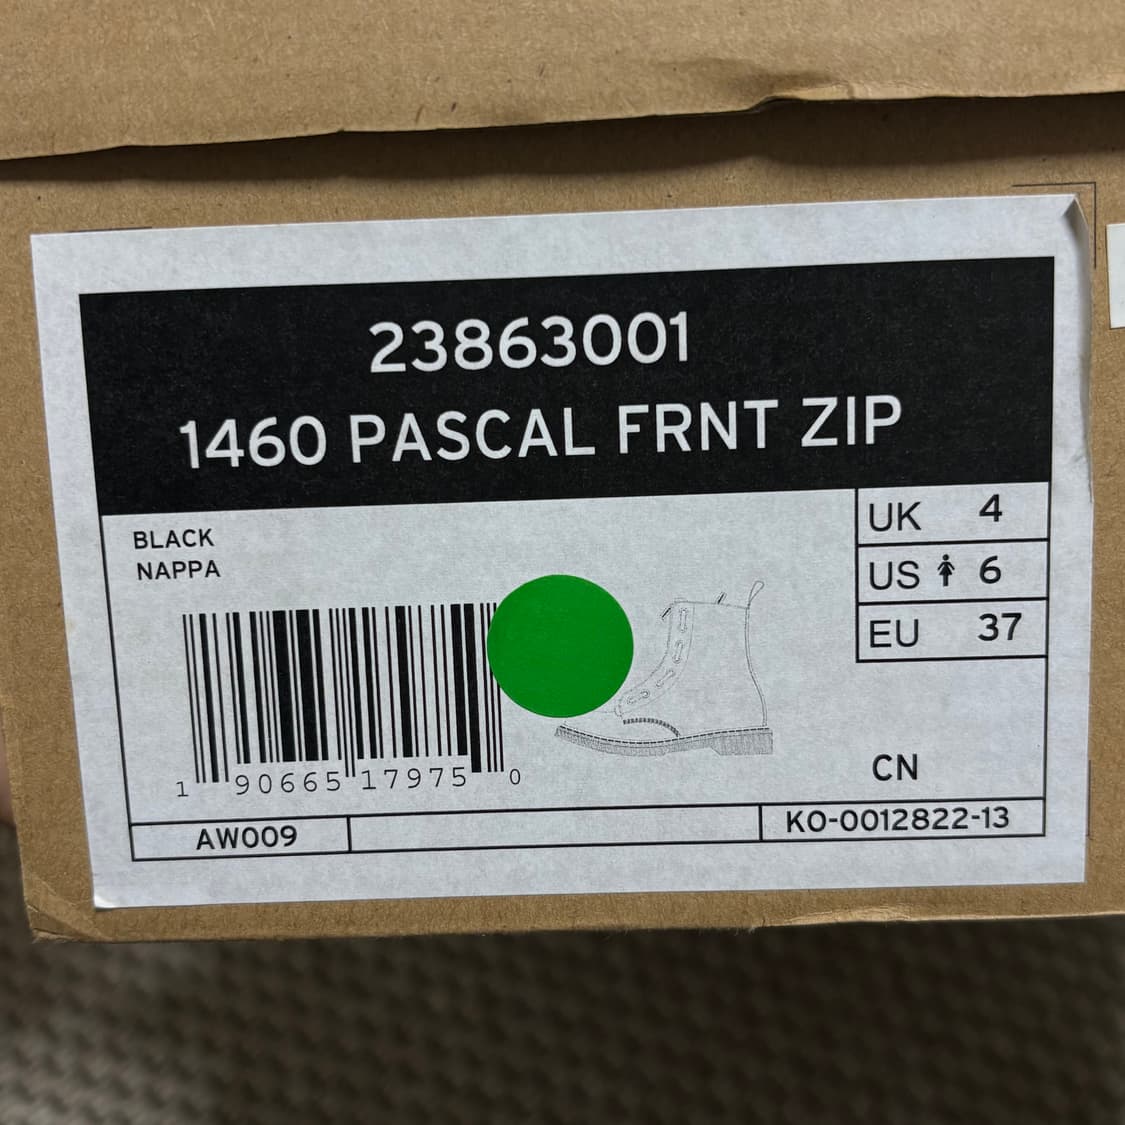 23863001
1460 PASCAL FRNT ZIP
BLACK
NAPPA
UK 4
US 6
EU 37
1 90665 17975 0
CN
AW009
KO-0012822-13